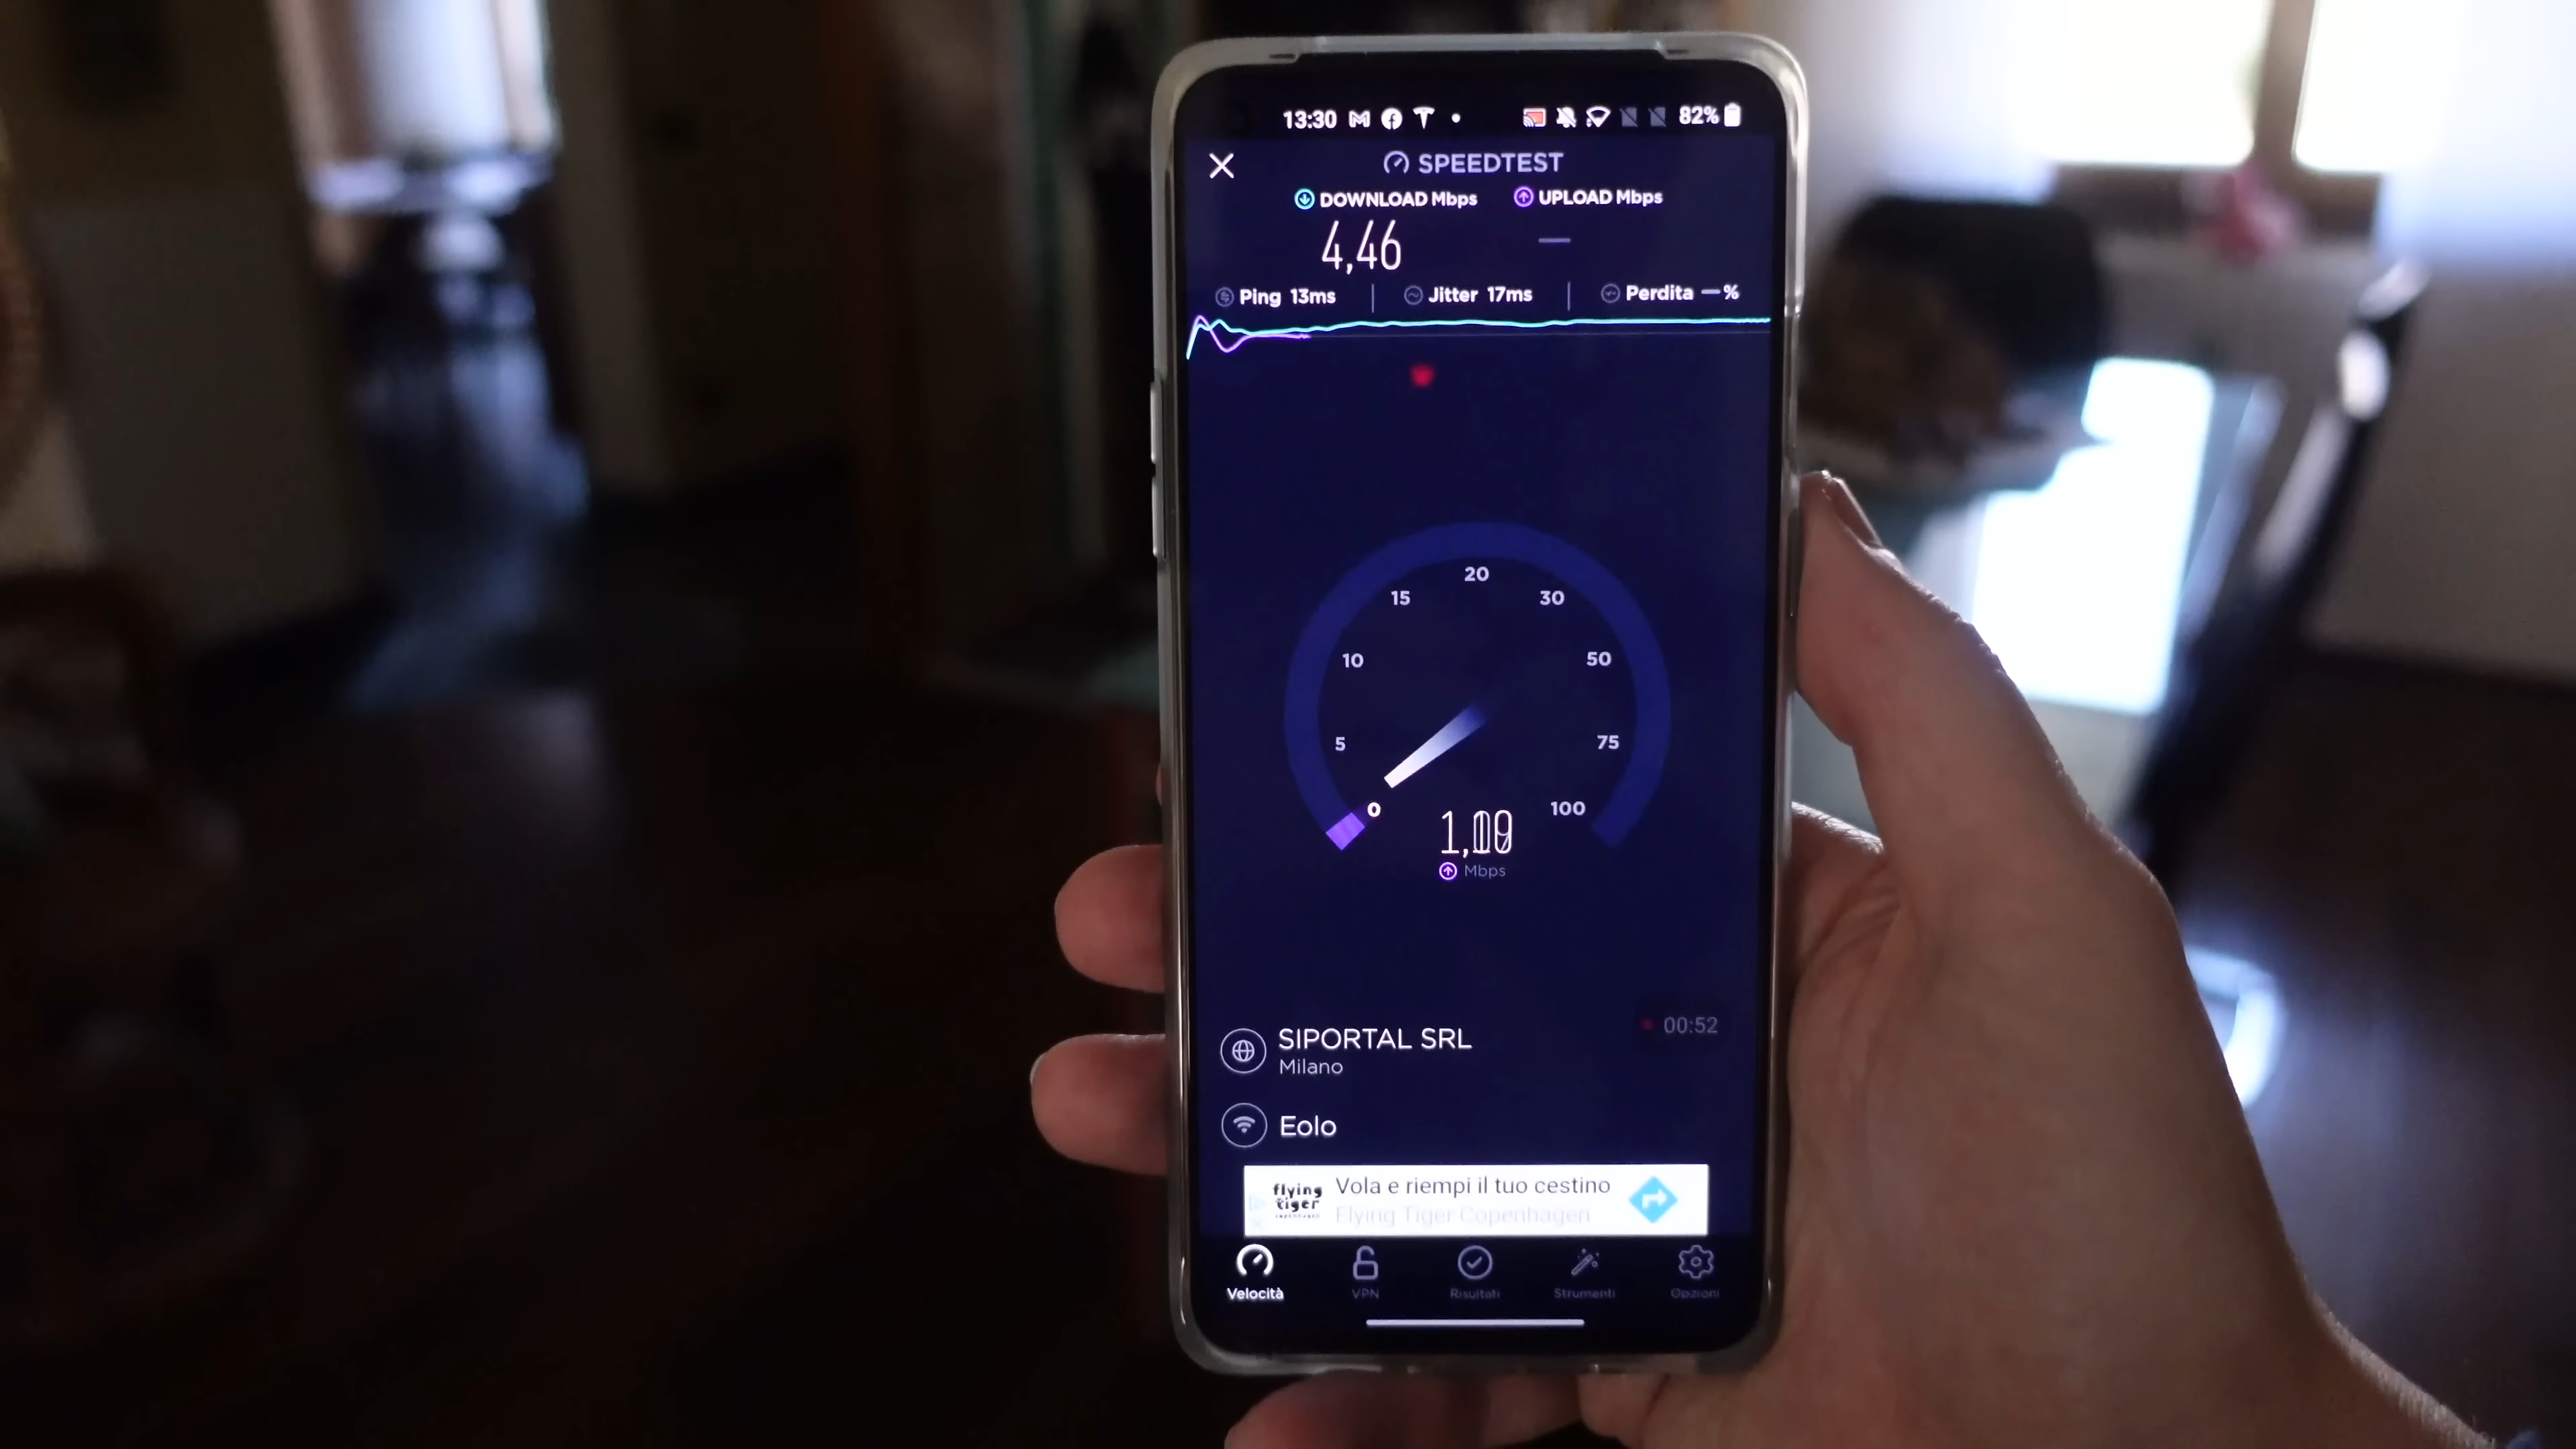 13:30 82%
SPEEDTEST
DOWNLOAD Mbps UPLOAD Mbps
4,46 —
Ping 13ms Jitter 17ms Perdita — %
20
15 30
10 50
5 75
0 100
Mbps
00:52
SIPORTAL SRL
Milano
Eolo
flying tiger copenhagen
Vola e riempi il tuo cestino
Flying Tiger Copenhagen
Velocità VPN Risultati Strumenti Opzioni